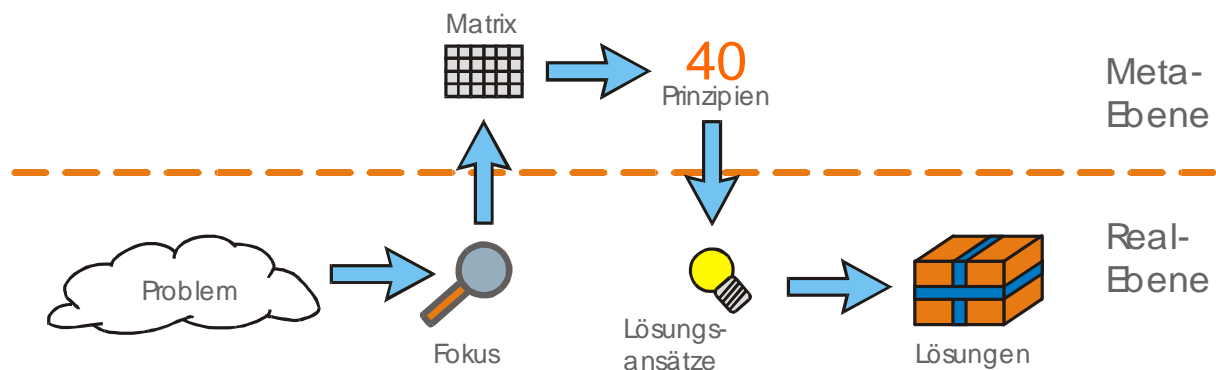 Matrix
40
Prinzipien
Meta-
Ebene
Problem
Fokus
Lösungs-
ansätze
Lösungen
Real-
Ebene